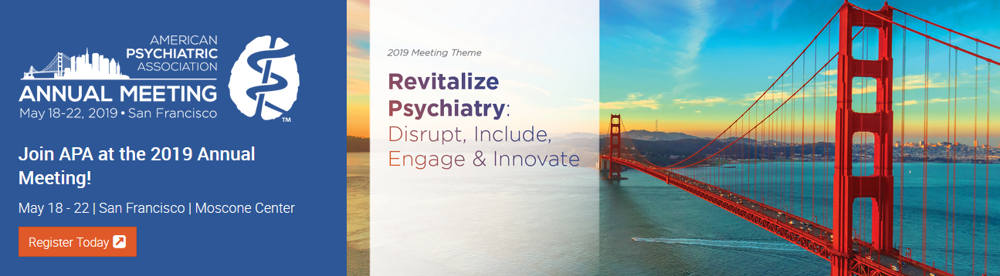 AMERICAN
PSYCHIATRIC
ASSOCIATION
ANNUAL MEETING
May 18-22, 2019 • San Francisco
TM
Join APA at the 2019 Annual
Meeting!
May 18 - 22 | San Francisco | Moscone Center
Register Today
2019 Meeting Theme
Revitalize
Psychiatry:
Disrupt, Include,
Engage & Innovate